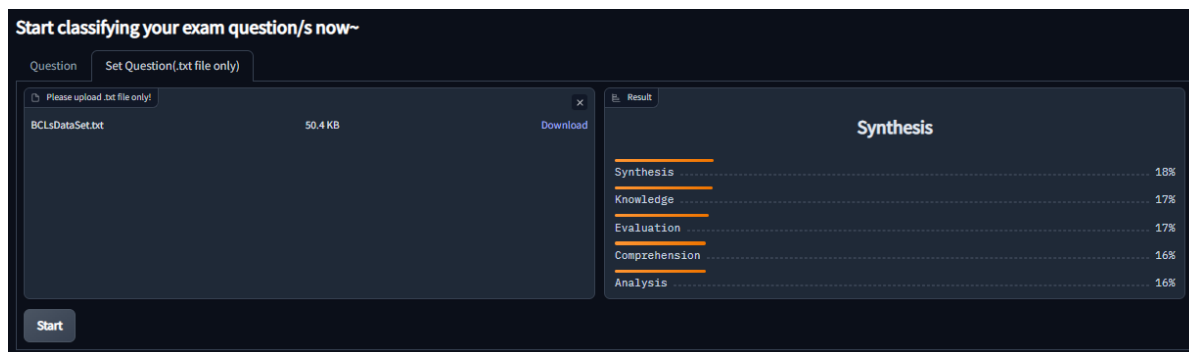 Start classifying your exam question/s now~
Question
Set Question(.txt file only)
Please upload .txt file only!
BCLsDataSet.txt 50.4 KB Download
Result
Synthesis
Synthesis 18%
Knowledge 17%
Evaluation 17%
Comprehension 16%
Analysis 16%
Start